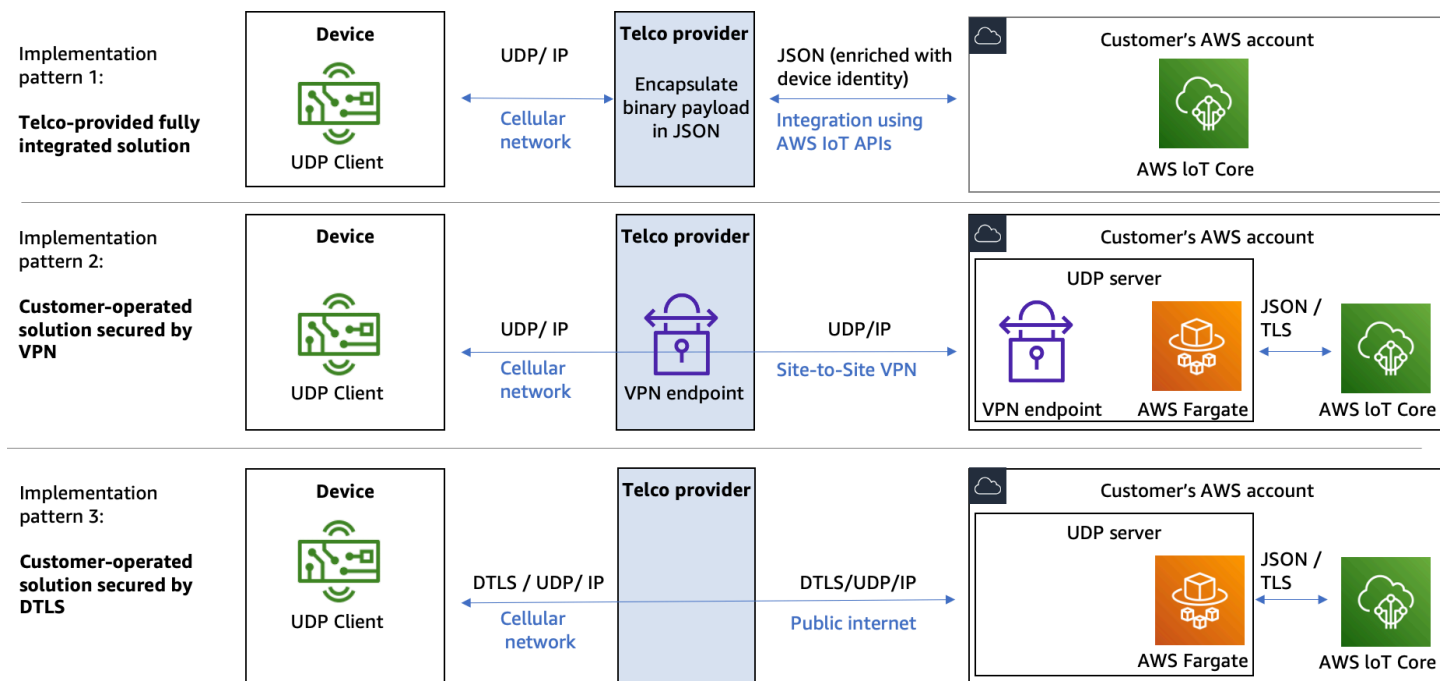 Implementation
pattern 1:
Telco-provided fully
integrated solution
Device
UDP Client
UDP/ IP
Cellular
network
Telco provider
Encapsulate
binary payload
in JSON
JSON (enriched with
device identity)
Integration using
AWS IoT APIs
Customer's AWS account
AWS loT Core
Implementation
pattern 2:
Customer-operated
solution secured by
VPN
Device
UDP Client
UDP/ IP
Cellular
network
Telco provider
VPN endpoint
UDP/IP
Site-to-Site VPN
Customer's AWS account
UDP server
VPN endpoint
AWS Fargate
JSON /
TLS
AWS loT Core
Implementation
pattern 3:
Customer-operated
solution secured by
DTLS
Device
UDP Client
DTLS / UDP/ IP
Cellular
network
Telco provider
DTLS/UDP/IP
Public internet
Customer's AWS account
UDP server
AWS Fargate
JSON /
TLS
AWS loT Core